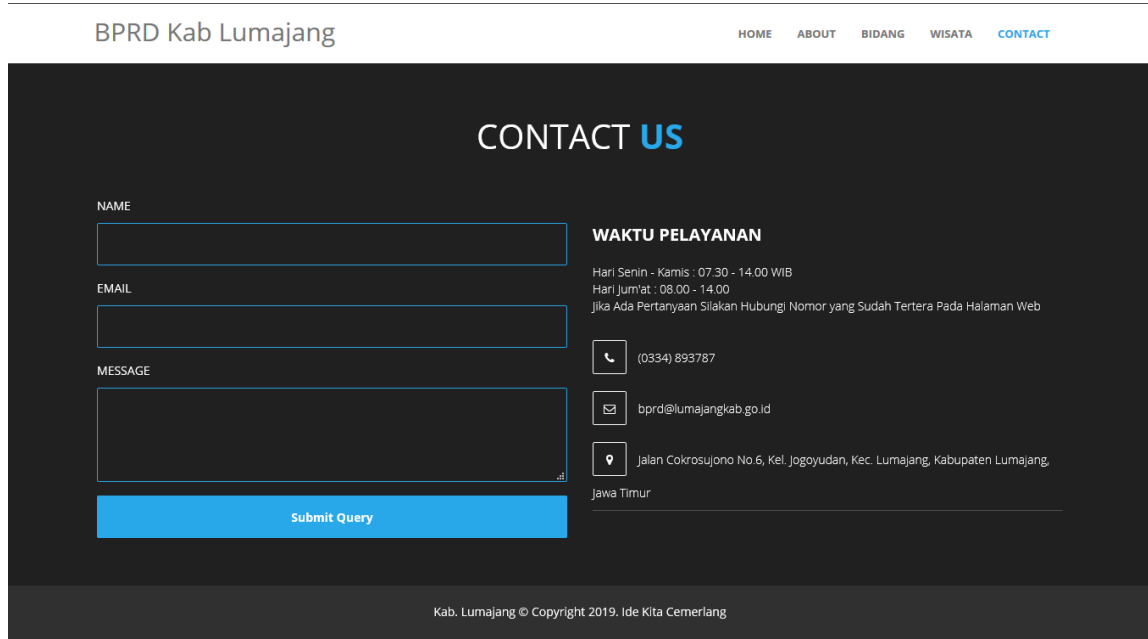 BPRD Kab Lumajang
HOME ABOUT BIDANG WISATA CONTACT
CONTACT US
NAME
EMAIL
MESSAGE
Submit Query
WAKTU PELAYANAN
Hari Senin - Kamis : 07.30 - 14.00 WIB
Hari Jum'at : 08.00 - 14.00
Jika Ada Pertanyaan Silakan Hubungi Nomor yang Sudah Tertera Pada Halaman Web
(0334) 893787
bprd@lumajangkab.go.id
Jalan Cokrosujono No.6, Kel. Jogoyudan, Kec. Lumajang, Kabupaten Lumajang,
Jawa Timur
Kab. Lumajang © Copyright 2019. Ide Kita Cemerlang